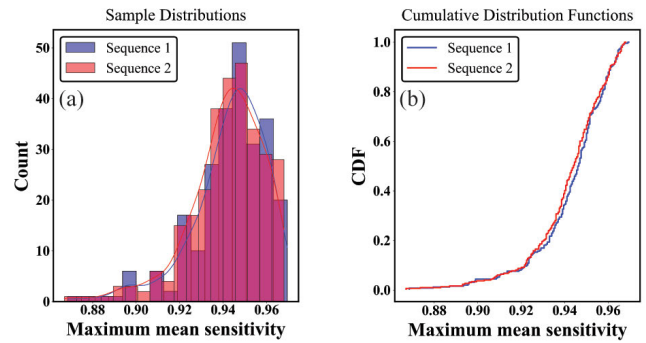 Sample Distributions
Sequence 1
Sequence 2
(a)
Count
50
40
30
20
10
0
0.88 0.90 0.92 0.94 0.96
Maximum mean sensitivity
Cumulative Distribution Functions
Sequence 1
Sequence 2
(b)
CDF
1.0
0.8
0.6
0.4
0.2
0.0
0.88 0.90 0.92 0.94 0.96
Maximum mean sensitivity